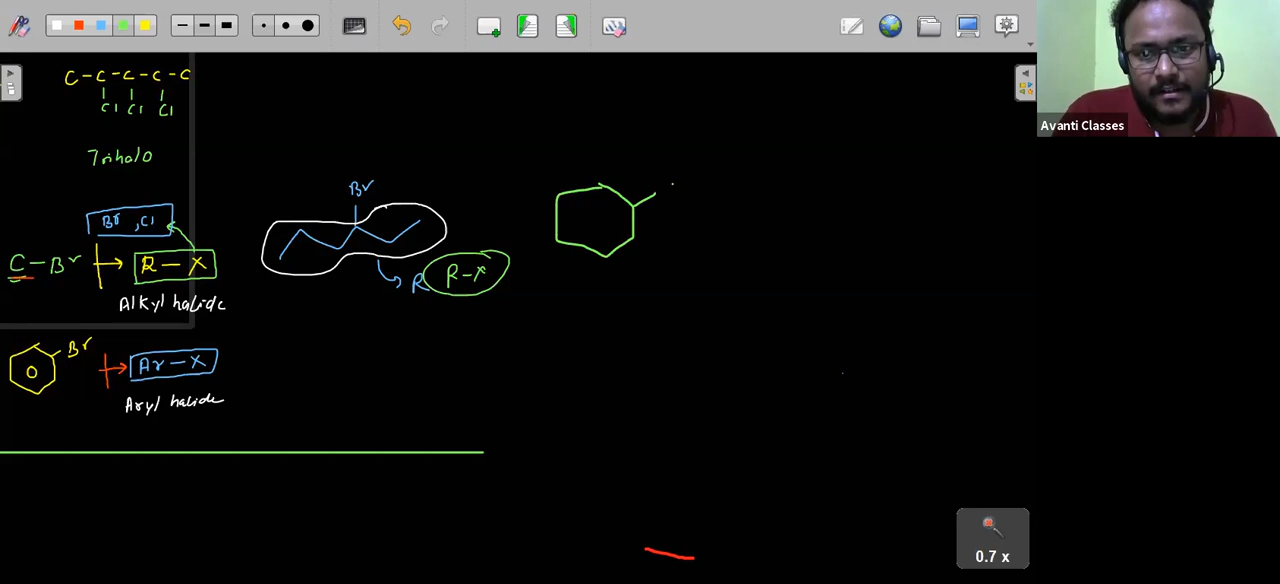 C-C-C-C-C
Cl Cl Cl
Trihalo
Br, Cl
C-Br
R-X
Alkyl halide
Br
R
R-X
Br
Ar-X
Aryl halide
Avanti Classes
0.7 x